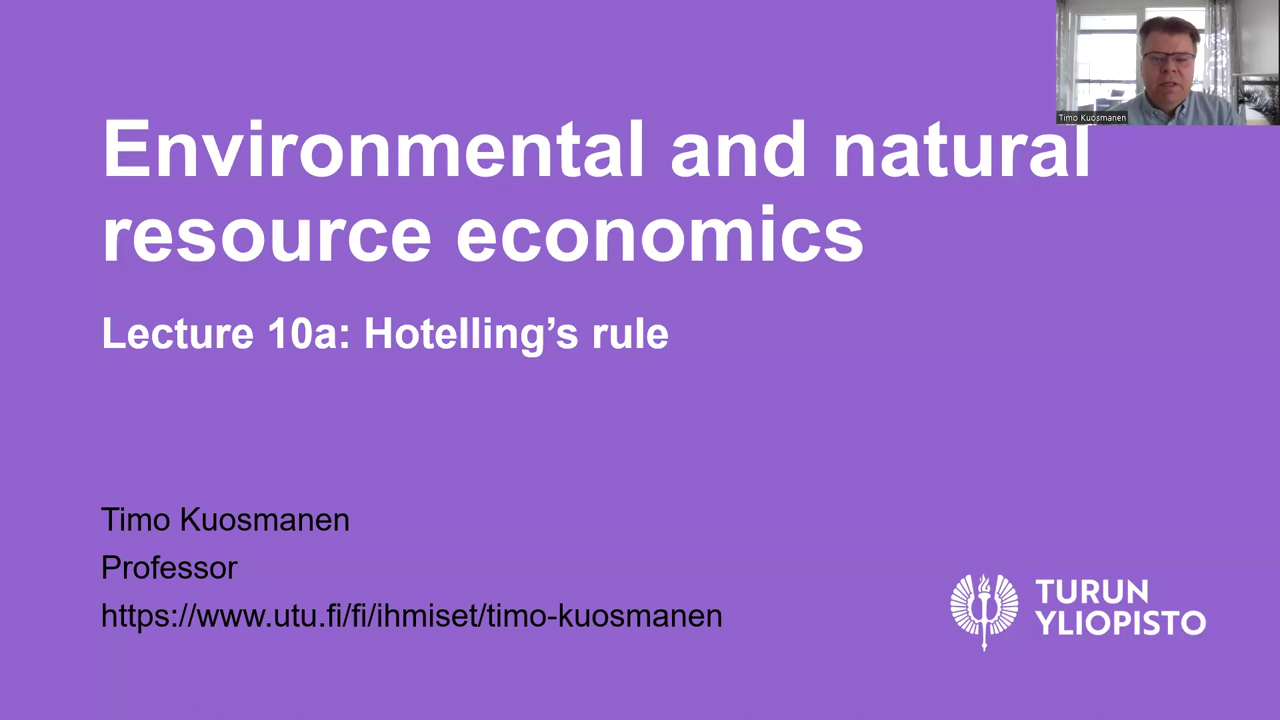 Timo Kuosmanen
Environmental and natural
resource economics
Lecture 10a: Hotelling’s rule
Timo Kuosmanen
Professor
https://www.utu.fi/fi/ihmiset/timo-kuosmanen
TURUN
YLIOPISTO